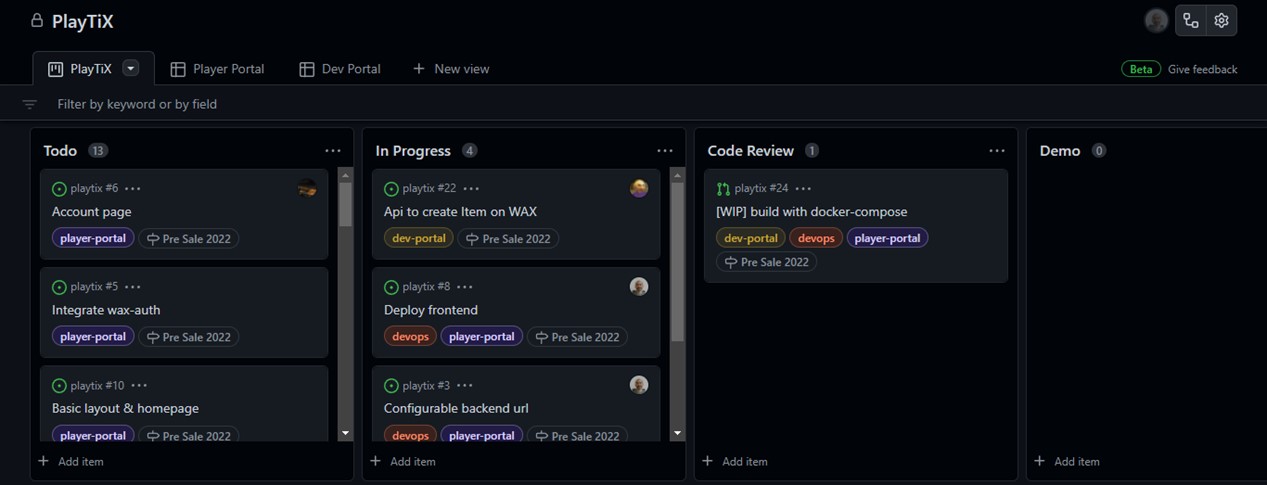 PlayTiX
PlayTiX
Player Portal
Dev Portal
New view
Beta
Give feedback
Filter by keyword or by field
Todo 13
playtix #6
Account page
player-portal
Pre Sale 2022
playtix #5
Integrate wax-auth
player-portal
Pre Sale 2022
playtix #10
Basic layout & homepage
player-portal
Pre Sale 2022
Add item
In Progress 4
playtix #22
Api to create Item on WAX
dev-portal
Pre Sale 2022
playtix #8
Deploy frontend
devops
player-portal
Pre Sale 2022
playtix #3
Configurable backend url
devops
player-portal
Pre Sale 2022
Add item
Code Review 1
playtix #24
[WIP] build with docker-compose
dev-portal
devops
player-portal
Pre Sale 2022
Add item
Demo 0
Add item